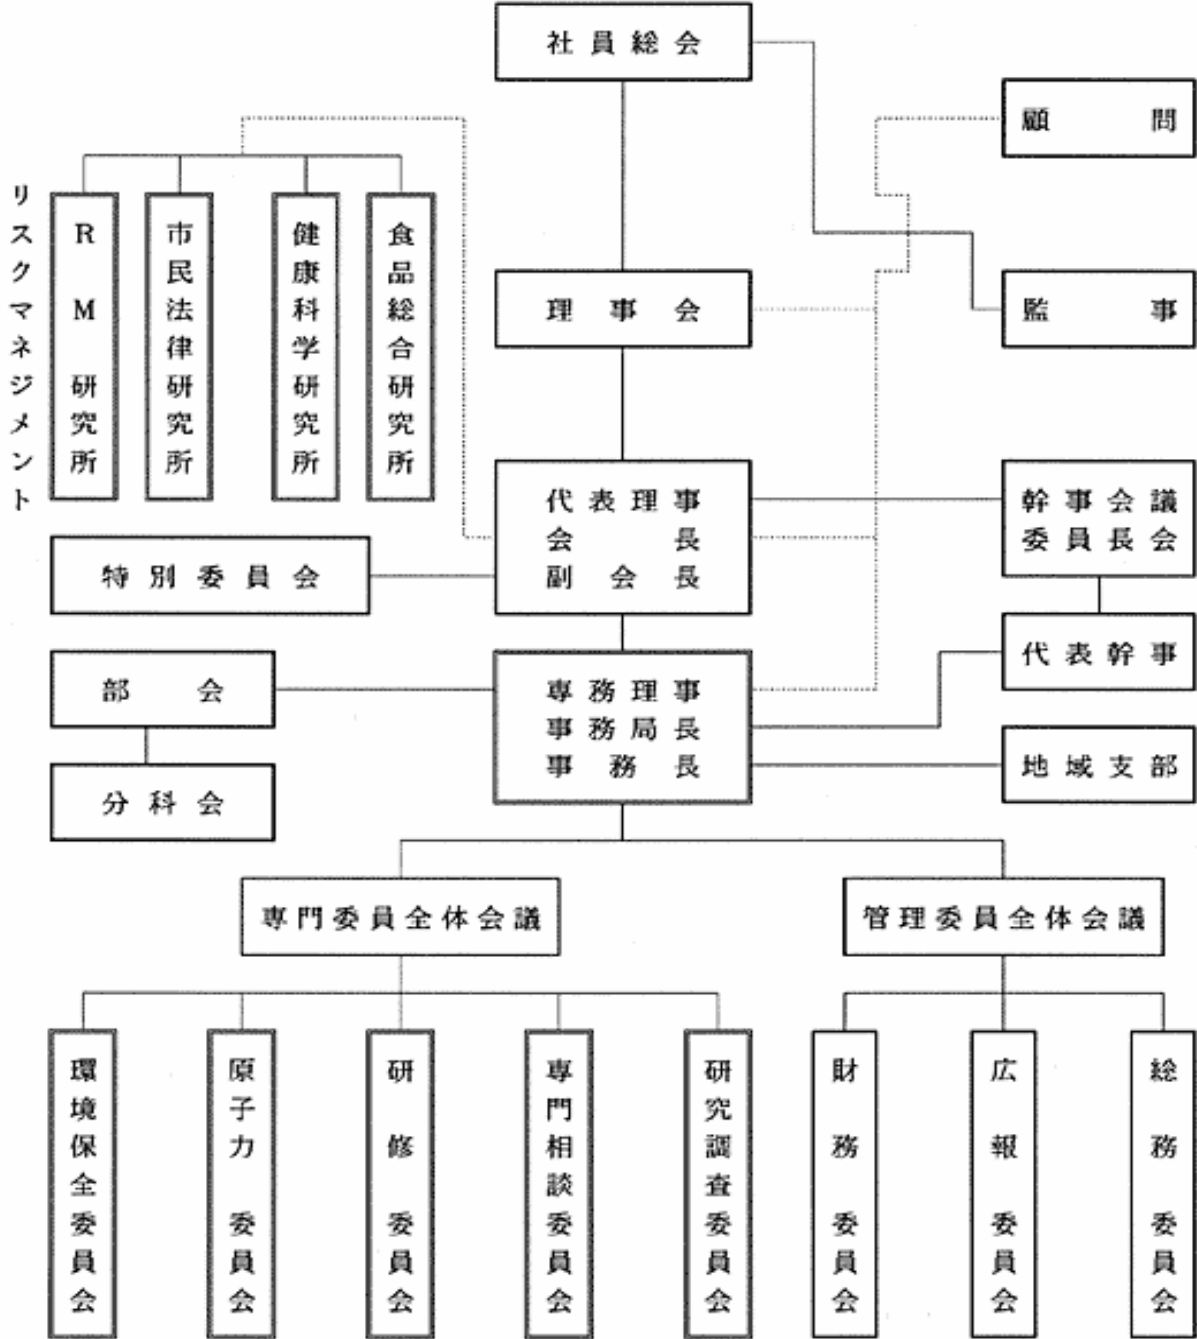 社員総会
顧問
リスクマネジメント
RM研究所
市民法律研究所
健康科学研究所
食品総合研究所
理事会
監事
代表理事
会長
副会長
幹事会議
委員長会
特別委員会
代表幹事
部会
専務理事
事務局長
事務長
地域支部
分科会
専門委員全体会議
管理委員全体会議
環境保全委員会
原子力委員会
研修委員会
専門相談委員会
研究調査委員会
財務委員会
広報委員会
総務委員会